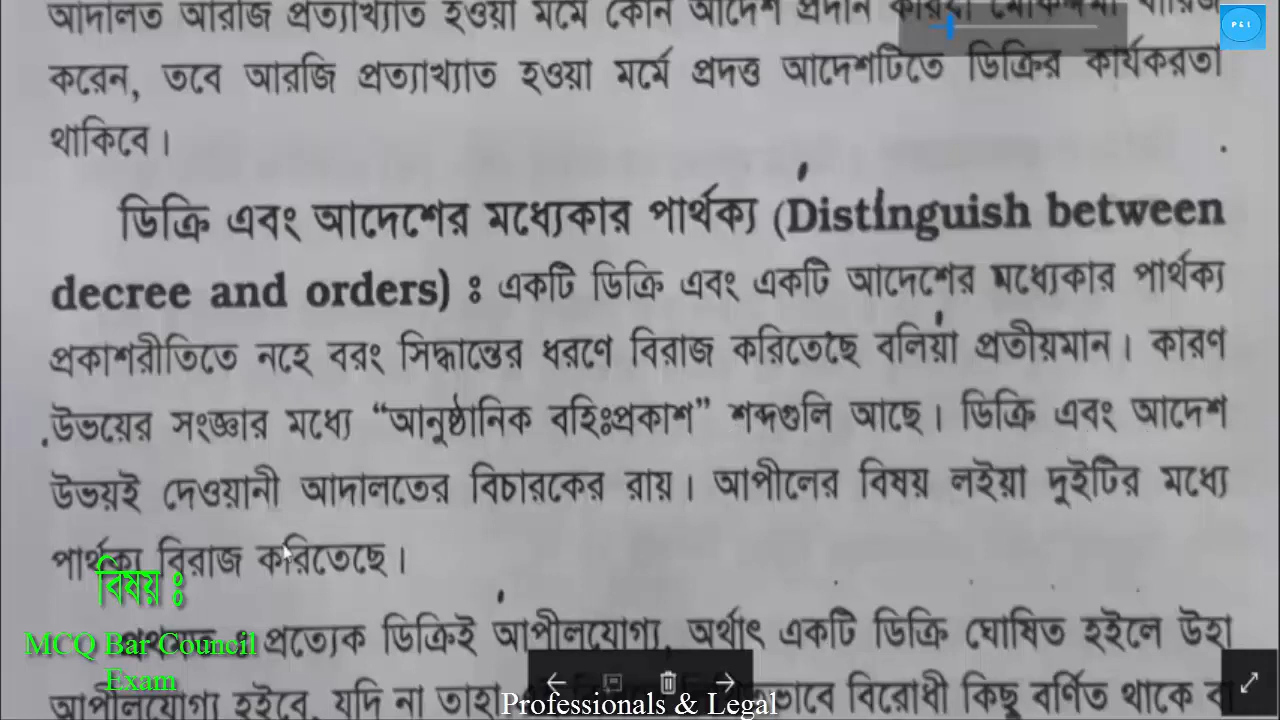 আদালত আরজি প্রত্যাখ্যাত হওয়া মর্মে কোন আদেশ প্রদান করিয়া মোকদ্দমা খারিজ
করেন, তবে আরজি প্রত্যাখ্যাত হওয়া মর্মে প্রদত্ত আদেশটিতে ডিক্রির কার্যকরতা
থাকিবে।
ডিক্রি এবং আদেশের মধ্যেকার পার্থক্য (Distinguish between
decree and orders) : একটি ডিক্রি এবং একটি আদেশের মধ্যেকার পার্থক্য
প্রকাশরীতিতে নহে বরং সিদ্ধান্তের ধরণে বিরাজ করিতেছে বলিয়া প্রতীয়মান। কারণ
উভয়ের সংজ্ঞার মধ্যে “আনুষ্ঠানিক বহিঃপ্রকাশ” শব্দগুলি আছে। ডিক্রি এবং আদেশ
উভয়ই দেওয়ানী আদালতের বিচারকের রায়। আপীলের বিষয় লইয়া দুইটির মধ্যে
পার্থক্য বিরাজ করিতেছে।
বিষয় ঃ
প্রত্যেক ডিক্রিই আপীলযোগ্য, অর্থাৎ একটি ডিক্রি ঘোষিত হইলে উহা
MCQ Bar Council
Exam
আপীলযোগ্য হইবে, যদি না তাহা বিরোধী কিছু বর্ণিত থাকে বা
Professionals & Legal
P & L